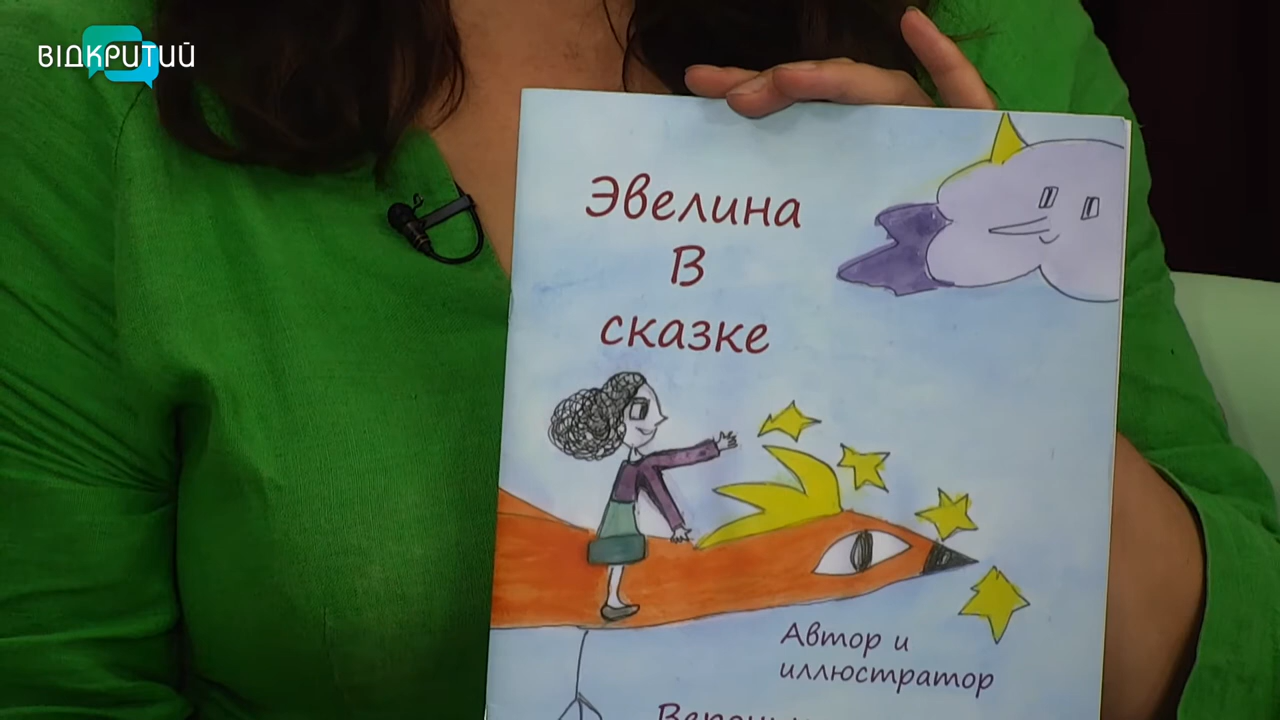 ВІДКРИТИЙ
Эвелина
В
сказке
Автор и
иллюстратор